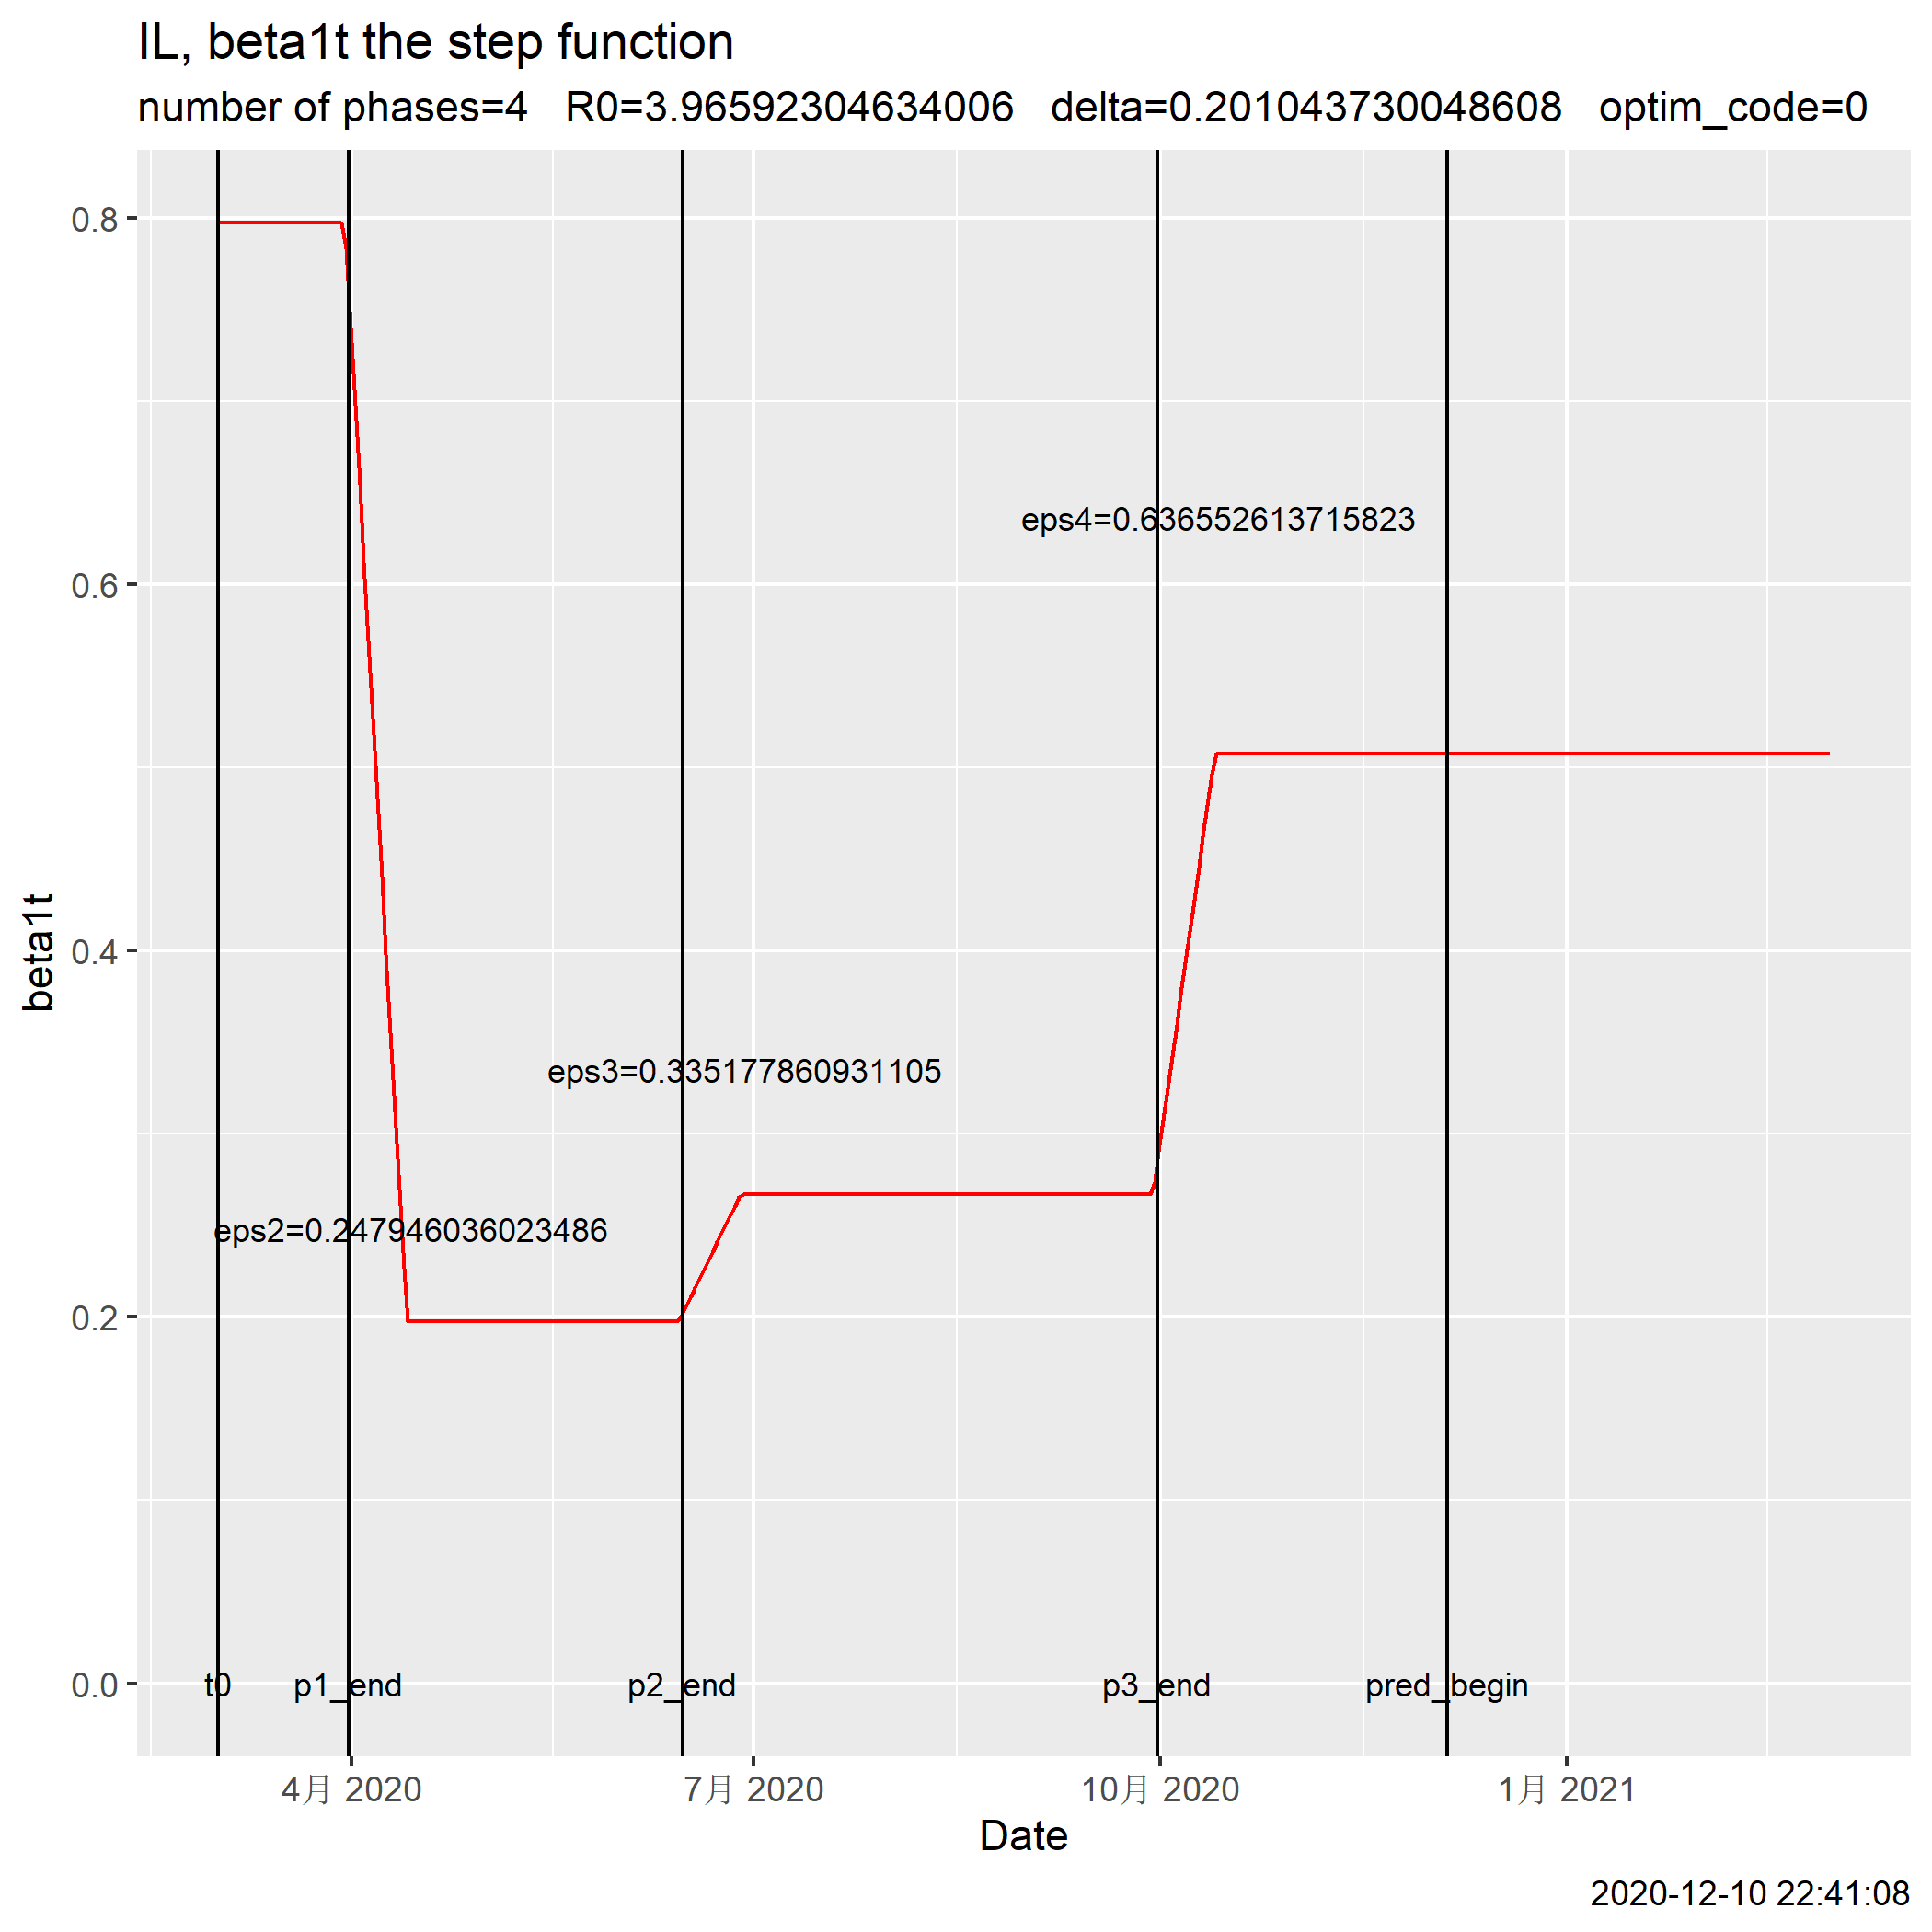 IL, beta1t the step function
number of phases=4 R0=3.96592304634006 delta=0.201043730048608 optim_code=0
0.8
0.6
0.4
0.2
0.0
beta1t
eps4=0.636552613715823
eps3=0.335177860931105
eps2=0.247946036023486
t0 p1_end p2_end p3_end pred_begin
4月 2020 7月 2020 10月 2020 1月 2021
Date
2020-12-10 22:41:08